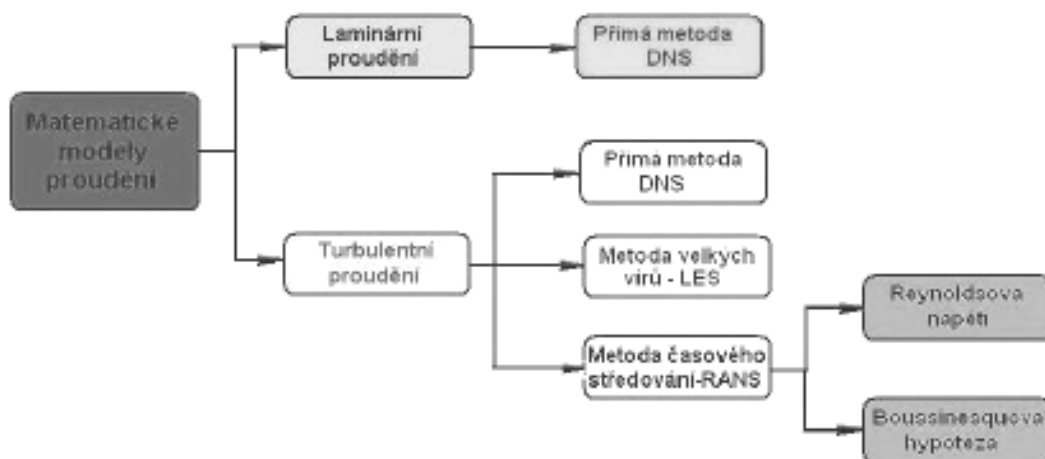 Laminární
proudění
Přímá metoda
DNS
Matematické
modely
proudění
Přímá metoda
DNS
Turbulentní
proudění
Metoda velkých
vírů - LES
Reynoldsova
napětí
Metoda časového
středování-RANS
Boussinesquova
hypoteza